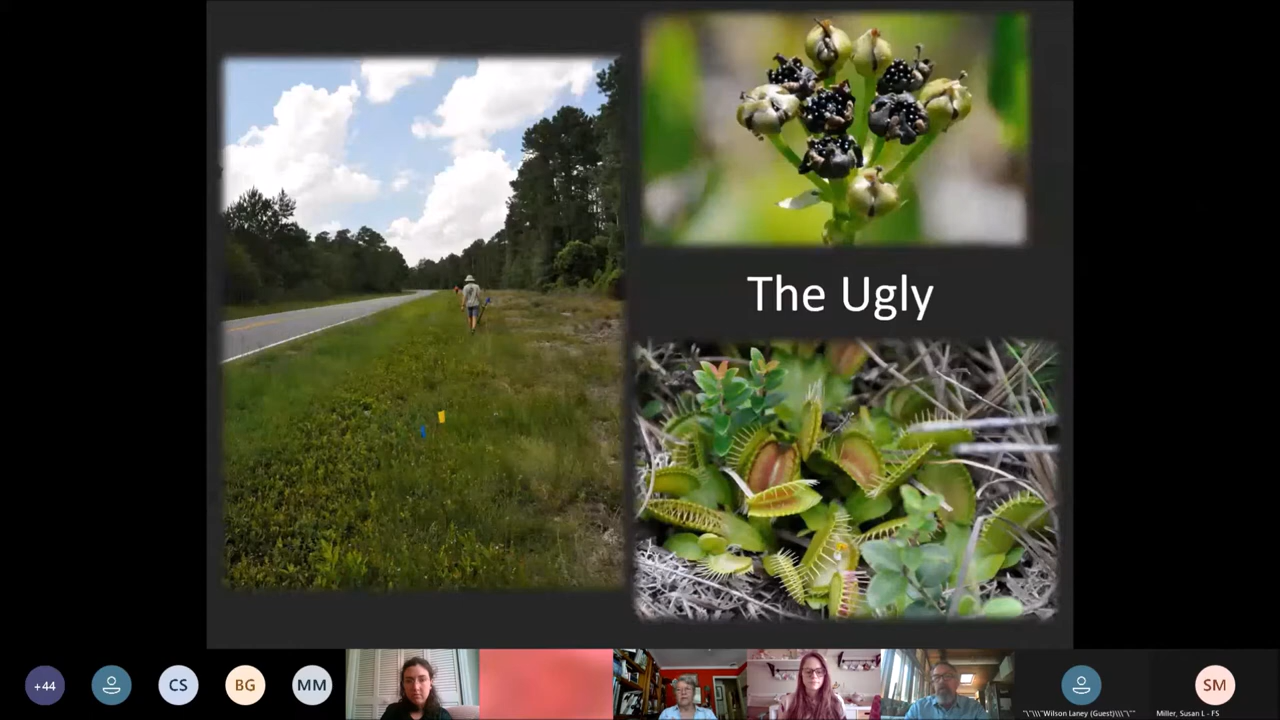 The Ugly
+44
CS
BG
MM
SM
"\"\\\"Wilson Laney (Guest)\\\"\""
Miller, Susan L - FS